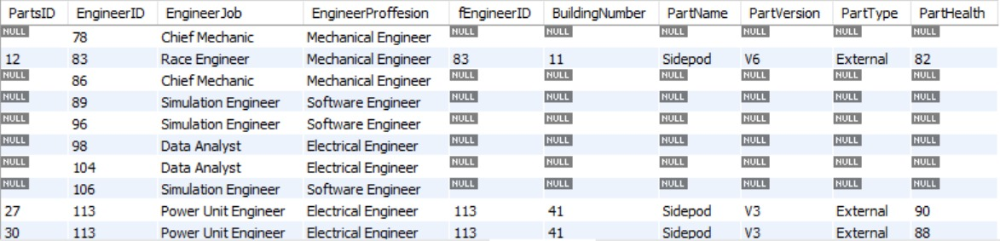 PartsID EngineerID EngineerJob EngineerProffesion fEngineerID BuildingNumber PartName PartVersion PartType PartHealth
NULL 78 Chief Mechanic Mechanical Engineer NULL NULL NULL NULL NULL NULL
12 83 Race Engineer Mechanical Engineer 83 11 Sidepod V6 External 82
NULL 86 Chief Mechanic Mechanical Engineer NULL NULL NULL NULL NULL NULL
NULL 89 Simulation Engineer Software Engineer NULL NULL NULL NULL NULL NULL
NULL 96 Simulation Engineer Software Engineer NULL NULL NULL NULL NULL NULL
NULL 98 Data Analyst Electrical Engineer NULL NULL NULL NULL NULL NULL
NULL 104 Data Analyst Electrical Engineer NULL NULL NULL NULL NULL NULL
NULL 106 Simulation Engineer Software Engineer NULL NULL NULL NULL NULL NULL
27 113 Power Unit Engineer Electrical Engineer 113 41 Sidepod V3 External 90
30 113 Power Unit Engineer Electrical Engineer 113 41 Sidepod V3 External 88